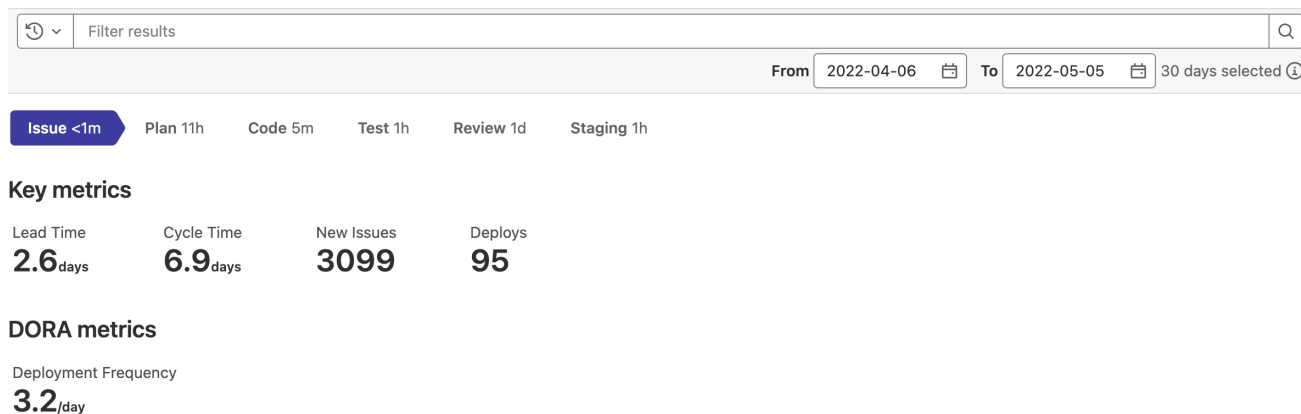 Filter results
From 2022-04-06 To 2022-05-05 30 days selected
Issue <1m Plan 11h Code 5m Test 1h Review 1d Staging 1h
Key metrics
Lead Time Cycle Time New Issues Deploys
2.6days 6.9days 3099 95
DORA metrics
Deployment Frequency
3.2/day